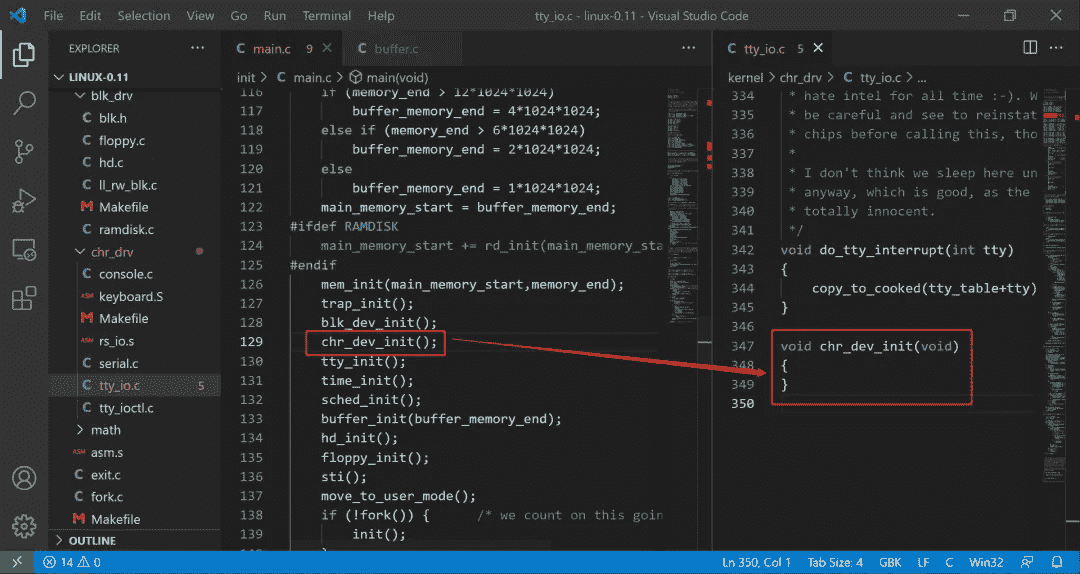 File Edit Selection View Go Run Terminal Help tty_io.c - linux-0.11 - Visual Studio Code
EXPLORER
LINUX-0.11
blk_drv
blk.h
floppy.c
hd.c
ll_rw_blk.c
Makefile
ramdisk.c
chr_drv
console.c
keyboard.S
Makefile
rs_io.s
serial.c
tty_io.c 5
tty_ioctl.c
math
asm.s
exit.c
fork.c
Makefile
OUTLINE
main.c 9
buffer.c
init > main.c > main(void)
116 if (memory_end > 12*1024*1024)
117 buffer_memory_end = 4*1024*1024;
118 else if (memory_end > 6*1024*1024)
119 buffer_memory_end = 2*1024*1024;
120 else
121 buffer_memory_end = 1*1024*1024;
122 main_memory_start = buffer_memory_end;
123 #ifdef RAMDISK
124 main_memory_start += rd_init(main_memory_sta
125 #endif
126 mem_init(main_memory_start,memory_end);
127 trap_init();
128 blk_dev_init();
129 chr_dev_init();
130 tty_init();
131 time_init();
132 sched_init();
133 buffer_init(buffer_memory_end);
134 hd_init();
135 floppy_init();
136 sti();
137 move_to_user_mode();
138 if (!fork()) { /* we count on this goin
139 init();
tty_io.c 5
kernel > chr_drv > tty_io.c > ...
334 * hate intel for all time :-). W
335 * be careful and see to reinstat
336 * chips before calling this, tho
337 *
338 * I don't think we sleep here un
339 * anyway, which is good, as the
340 * totally innocent.
341 */
342 void do_tty_interrupt(int tty)
343 {
344 copy_to_cooked(tty_table+tty)
345 }
346
347 void chr_dev_init(void)
348 {
349 }
350
14 0 Ln 350, Col 1 Tab Size: 4 GBK LF C Win32